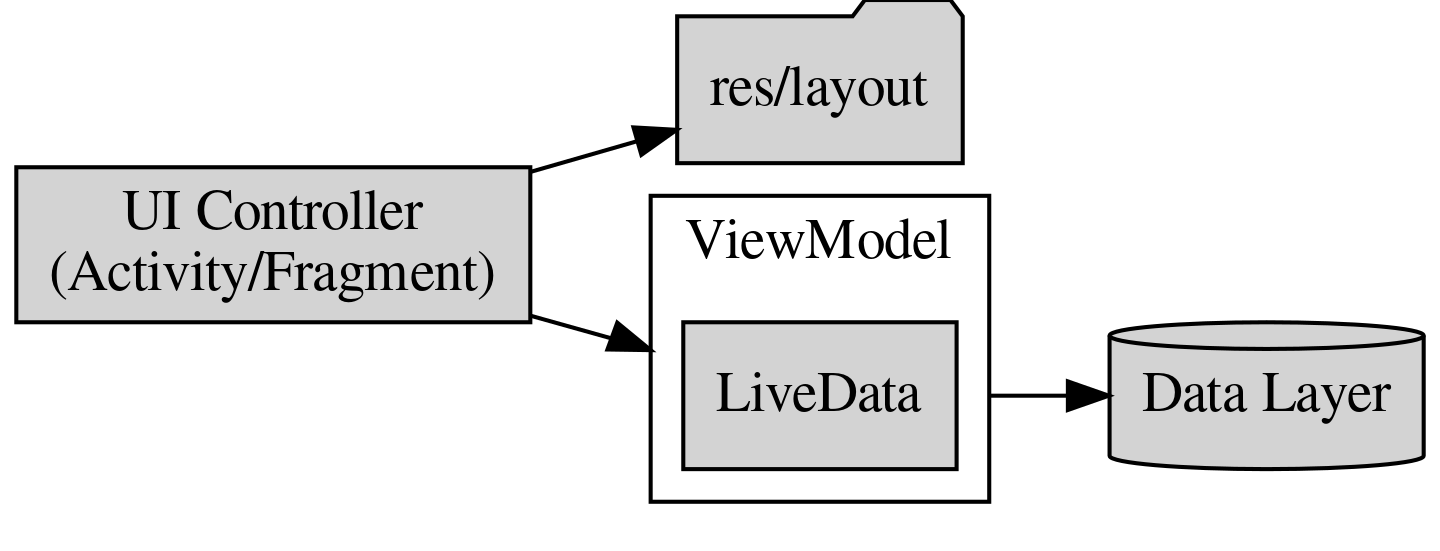 res/layout
UI Controller
(Activity/Fragment)
ViewModel
LiveData
Data Layer